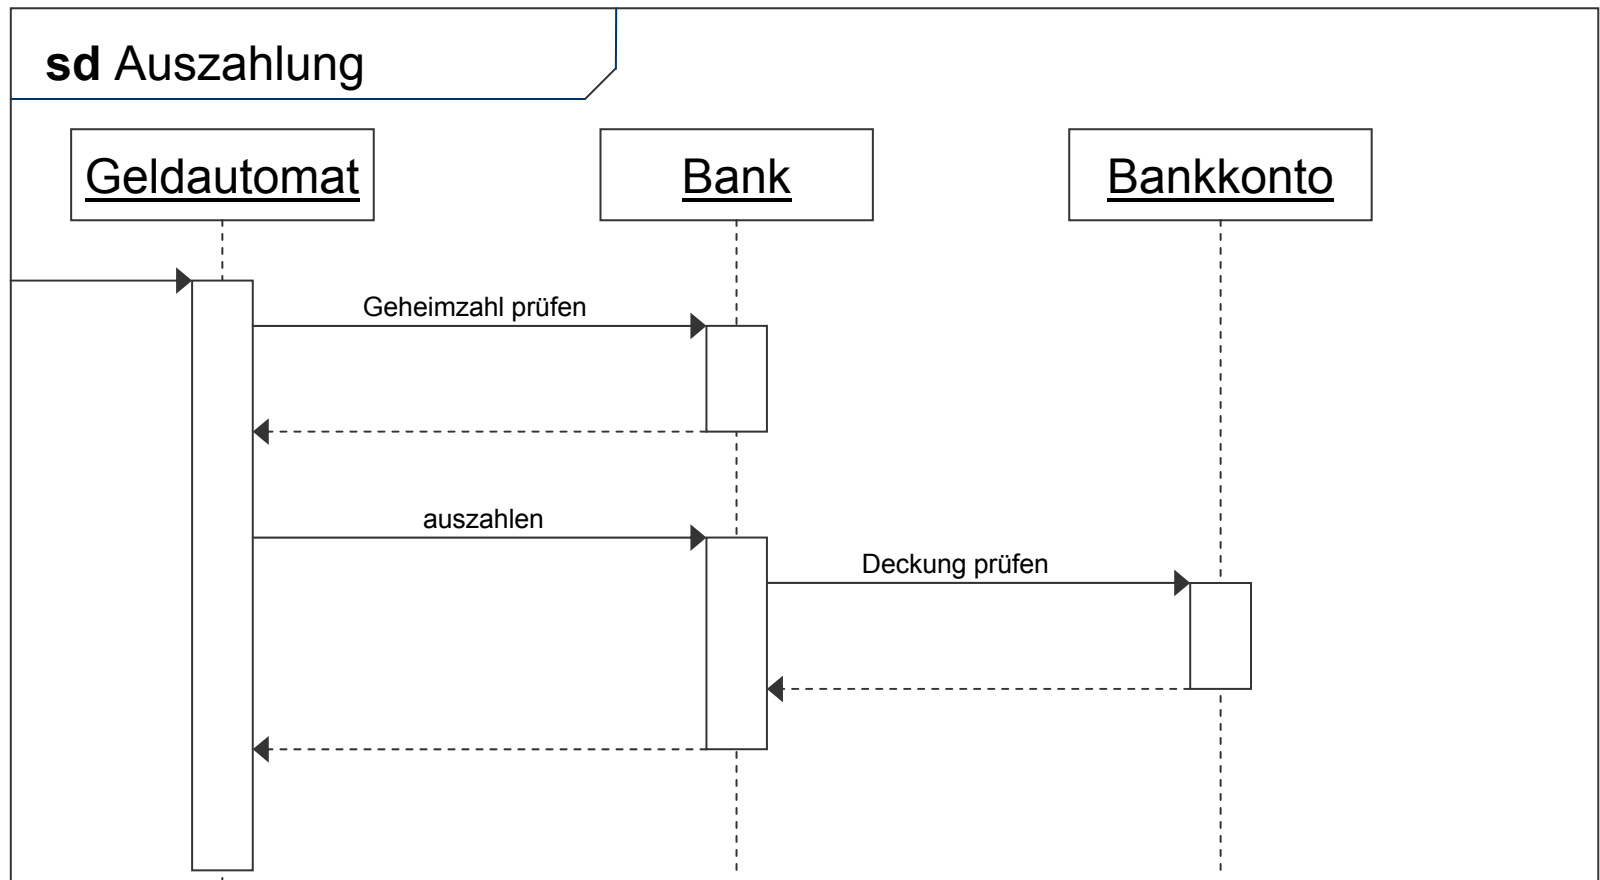 sd Auszahlung
Geldautomat
Bank
Bankkonto
Geheimzahl prüfen
auszahlen
Deckung prüfen